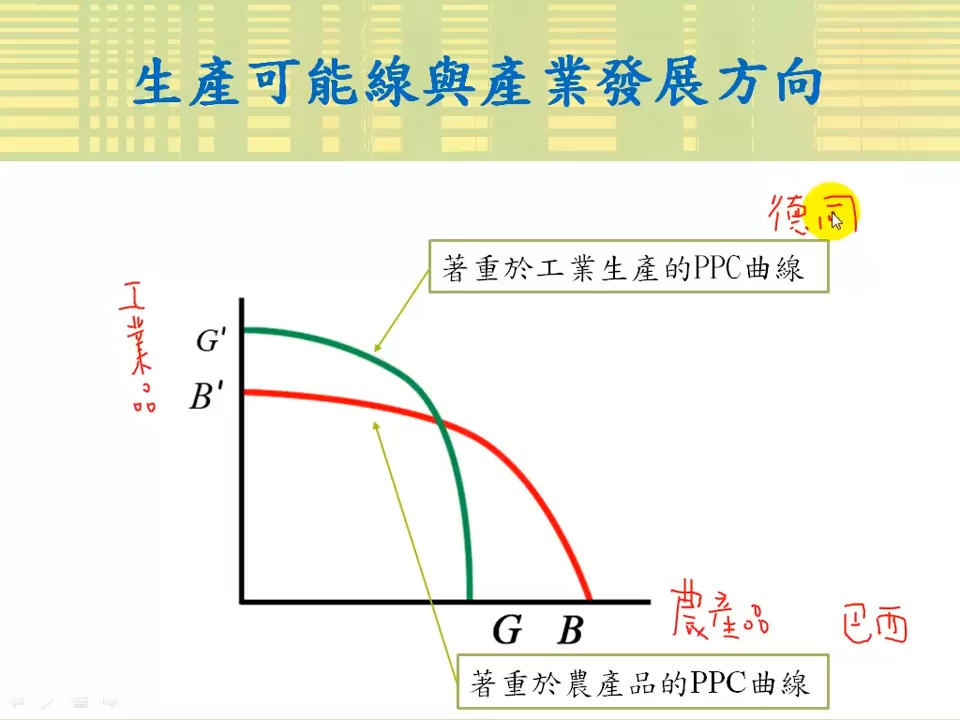 生產可能線與產業發展方向
著重於工業生產的PPC曲線
工業品
G'
B'
G B
農產品
巴西
著重於農產品的PPC曲線